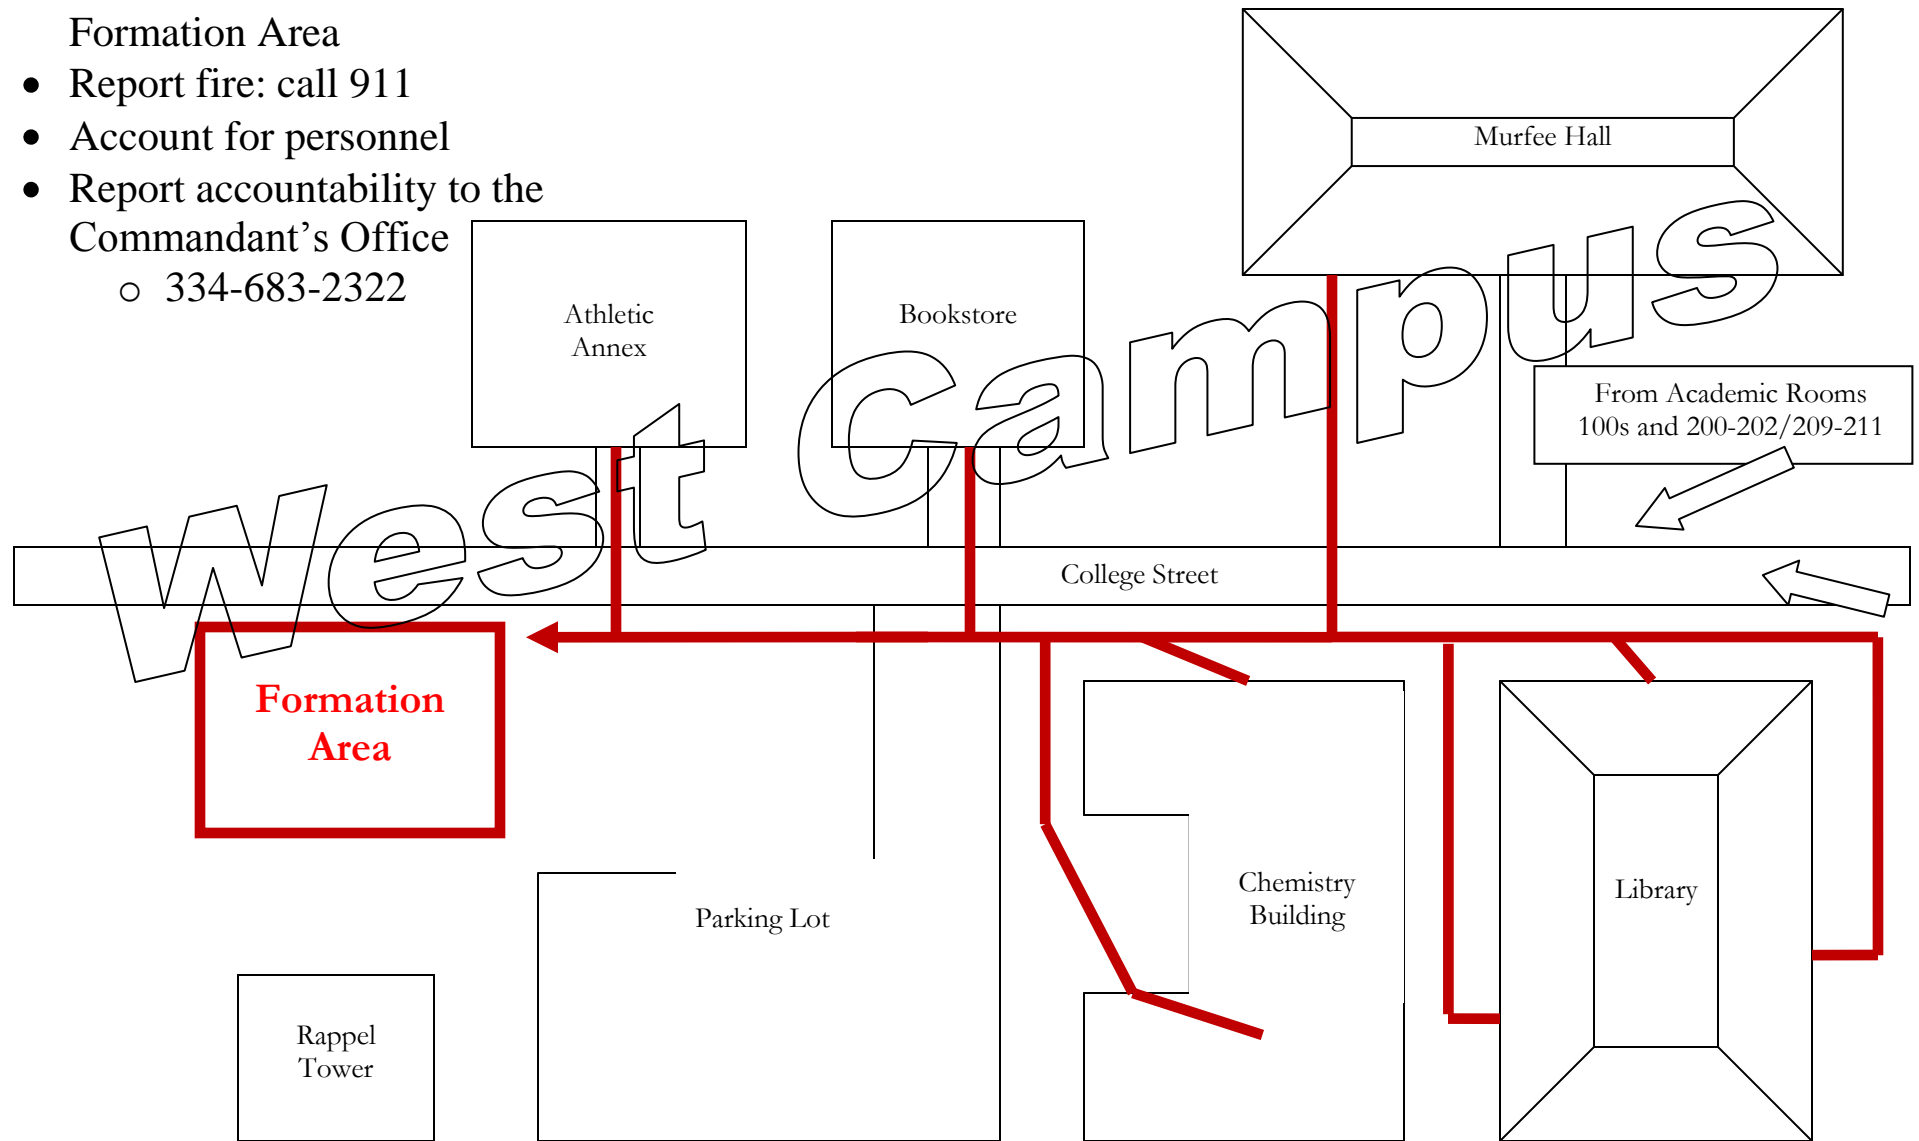 Formation Area
• Report fire: call 911
• Account for personnel
• Report accountability to the
Commandant’s Office
o 334-683-2322
Murfee Hall
Athletic
Annex
Bookstore
West Campus
From Academic Rooms
100s and 200-202/209-211
College Street
Formation
Area
Parking Lot
Chemistry
Building
Library
Rappel
Tower